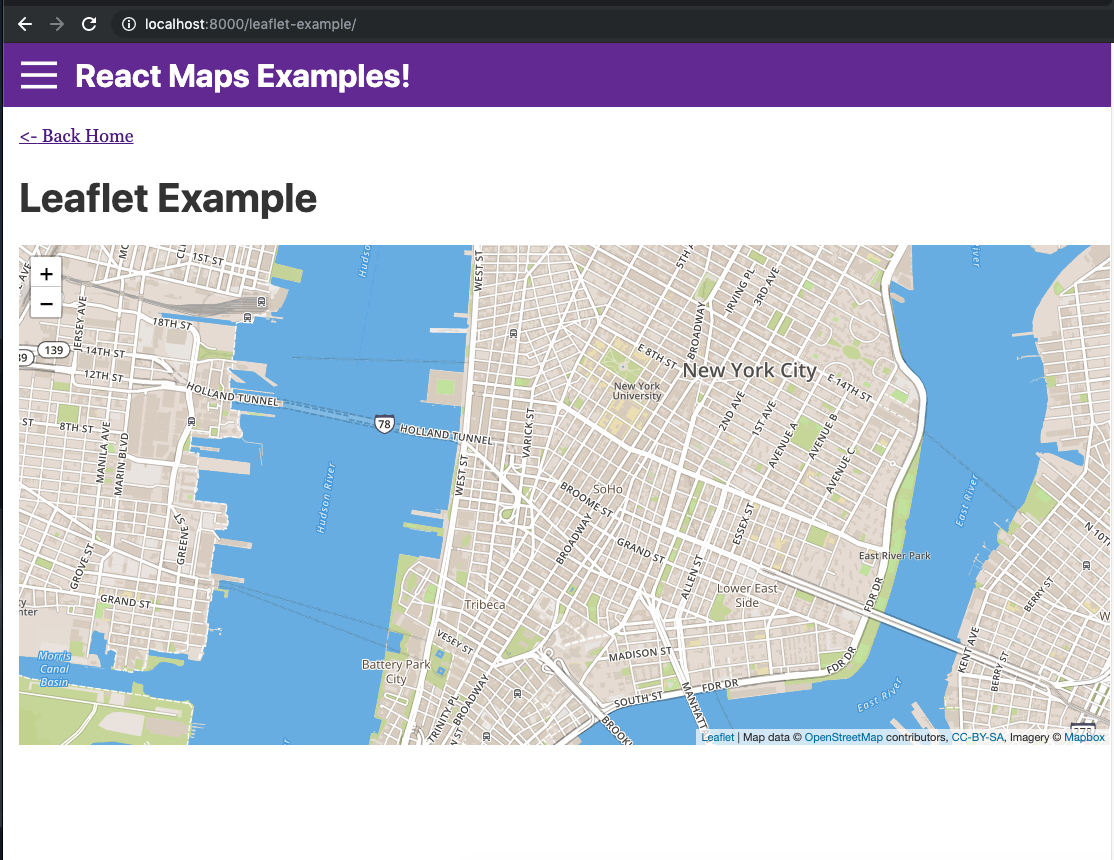 localhost:8000/leaflet-example/
React Maps Examples!
<- Back Home
Leaflet Example
+
−
1ST ST
WEST ST
5TH A
IRVING PL
3RD AVE
BROADWAY
JERSEY AVE
18TH ST
139
14TH ST
12TH ST
E 8TH ST
New York City
E 14TH ST
New York
University
HOLLAND TUNNEL
78
HOLLAND TUNNEL
VARICK ST
2ND AVE
1ST AVE
AVENUE A
AVENUE B
AVENUE C
ST
8TH ST
MANILA AVE
MARIN BLVD
WEST ST
Hudson River
SoHo
BROOME ST
BROADWAY
ESSEX ST
East River
GREENE ST
GRAND ST
East River Park
N 10TH
GROVE ST
ALLEN ST
Lower East
Side
FDR DR
BERRY ST
GRAND ST
Tribeca
VESEY ST
MADISON ST
KENT AVE
Morris
Canal
Basin
Battery Park
City
FDR DR
BERRY ST
TRINITY PL
BROADWAY
SOUTH ST
FDR DR
MANHATT
East River
BROOK
Leaflet | Map data © OpenStreetMap contributors, CC-BY-SA, Imagery © Mapbox